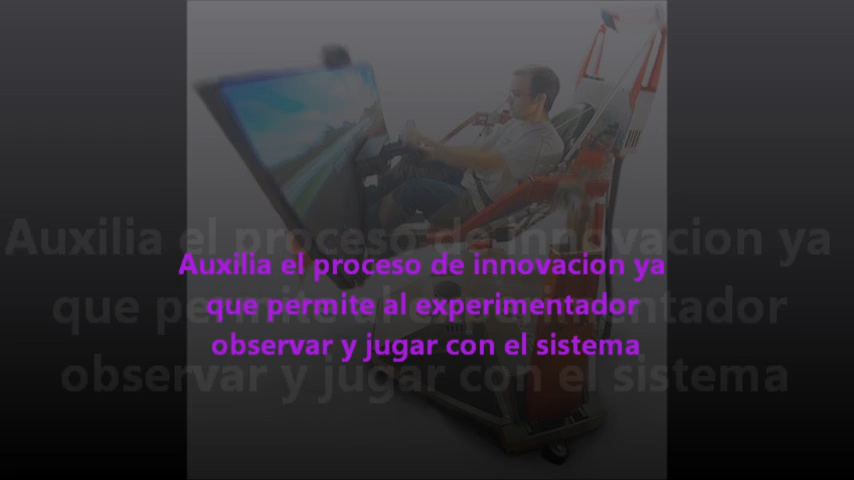 Auxilia el proceso de innovacion ya
que permite al experimentador
observar y jugar con el sistema